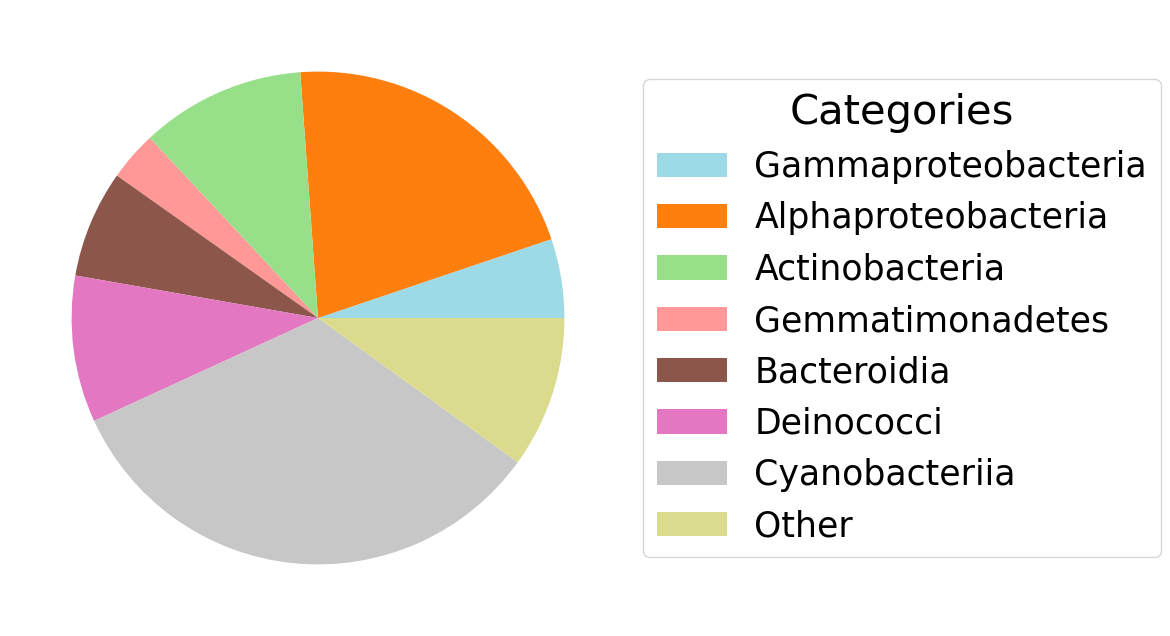 Categories
Gammaproteobacteria
Alphaproteobacteria
Actinobacteria
Gemmatimonadetes
Bacteroidia
Deinococci
Cyanobacteriia
Other